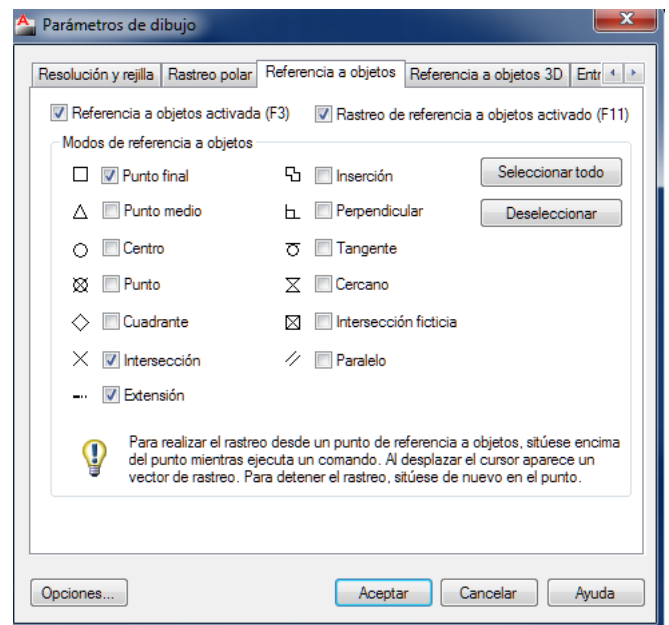 Parámetros de dibujo
Resolución y rejilla Rastreo polar Referencia a objetos Referencia a objetos 3D Entr
Referencia a objetos activada (F3) Rastreo de referencia a objetos activado (F11)
Modos de referencia a objetos
Punto final Inserción Seleccionar todo
Punto medio Perpendicular Deseleccionar
Centro Tangente
Punto Cercano
Cuadrante Intersección ficticia
Intersección Paralelo
Extensión
Para realizar el rastreo desde un punto de referencia a objetos, sitúese encima
del punto mientras ejecuta un comando. Al desplazar el cursor aparece un
vector de rastreo. Para detener el rastreo, sitúese de nuevo en el punto.
Opciones... Aceptar Cancelar Ayuda